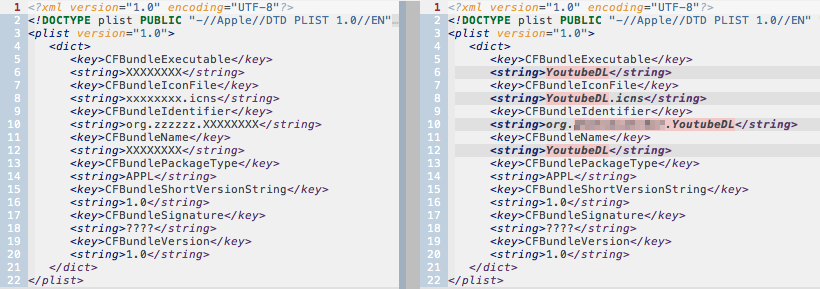 1 <?xml version="1.0" encoding="UTF-8"?>
2 <!DOCTYPE plist PUBLIC "-//Apple//DTD PLIST 1.0//EN"
3 <plist version="1.0">
4 <dict>
5 <key>CFBundleExecutable</key>
6 <string>XXXXXXXX</string>
7 <key>CFBundleIconFile</key>
8 <string>xxxxxxxx.icns</string>
9 <key>CFBundleIdentifier</key>
10 <string>org.zzzzzz.XXXXXXXX</string>
11 <key>CFBundleName</key>
12 <string>XXXXXXXX</string>
13 <key>CFBundlePackageType</key>
14 <string>APPL</string>
15 <key>CFBundleShortVersionString</key>
16 <string>1.0</string>
17 <key>CFBundleSignature</key>
18 <string>????</string>
19 <key>CFBundleVersion</key>
20 <string>1.0</string>
21 </dict>
22 </plist>
1 <?xml version="1.0" encoding="UTF-8"?>
2 <!DOCTYPE plist PUBLIC "-//Apple//DTD PLIST 1.0//EN"
3 <plist version="1.0">
4 <dict>
5 <key>CFBundleExecutable</key>
6 <string>YoutubeDL</string>
7 <key>CFBundleIconFile</key>
8 <string>YoutubeDL.icns</string>
9 <key>CFBundleIdentifier</key>
10 <string>org. .YoutubeDL</string>
11 <key>CFBundleName</key>
12 <string>YoutubeDL</string>
13 <key>CFBundlePackageType</key>
14 <string>APPL</string>
15 <key>CFBundleShortVersionString</key>
16 <string>1.0</string>
17 <key>CFBundleSignature</key>
18 <string>????</string>
19 <key>CFBundleVersion</key>
20 <string>1.0</string>
21 </dict>
22 </plist>